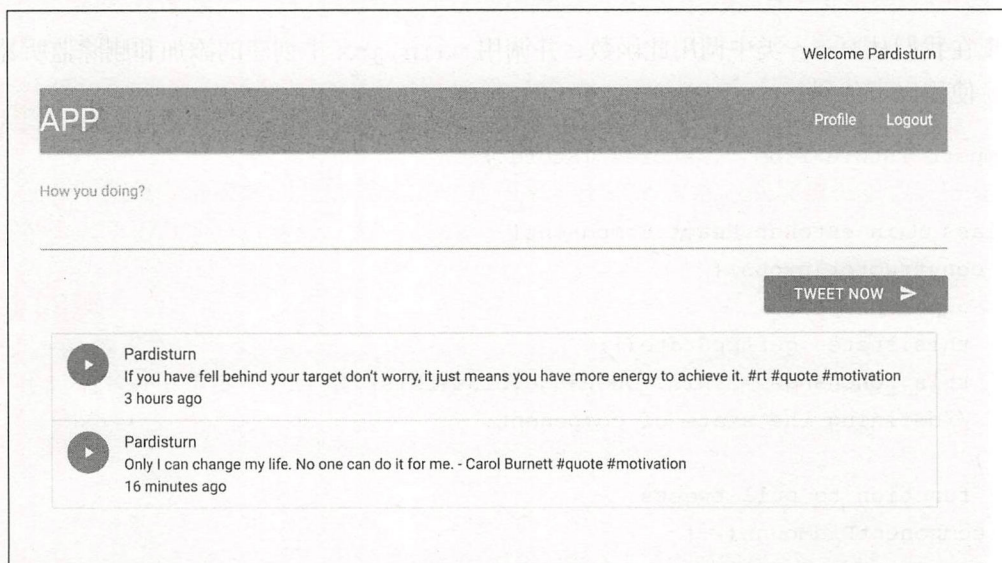 Welcome Pardisturn
APP
Profile Logout
How you doing?
TWEET NOW
Pardisturn
If you have fell behind your target don't worry, it just means you have more energy to achieve it. #rt #quote #motivation
3 hours ago
Pardisturn
Only I can change my life. No one can do it for me. - Carol Burnett #quote #motivation
16 minutes ago